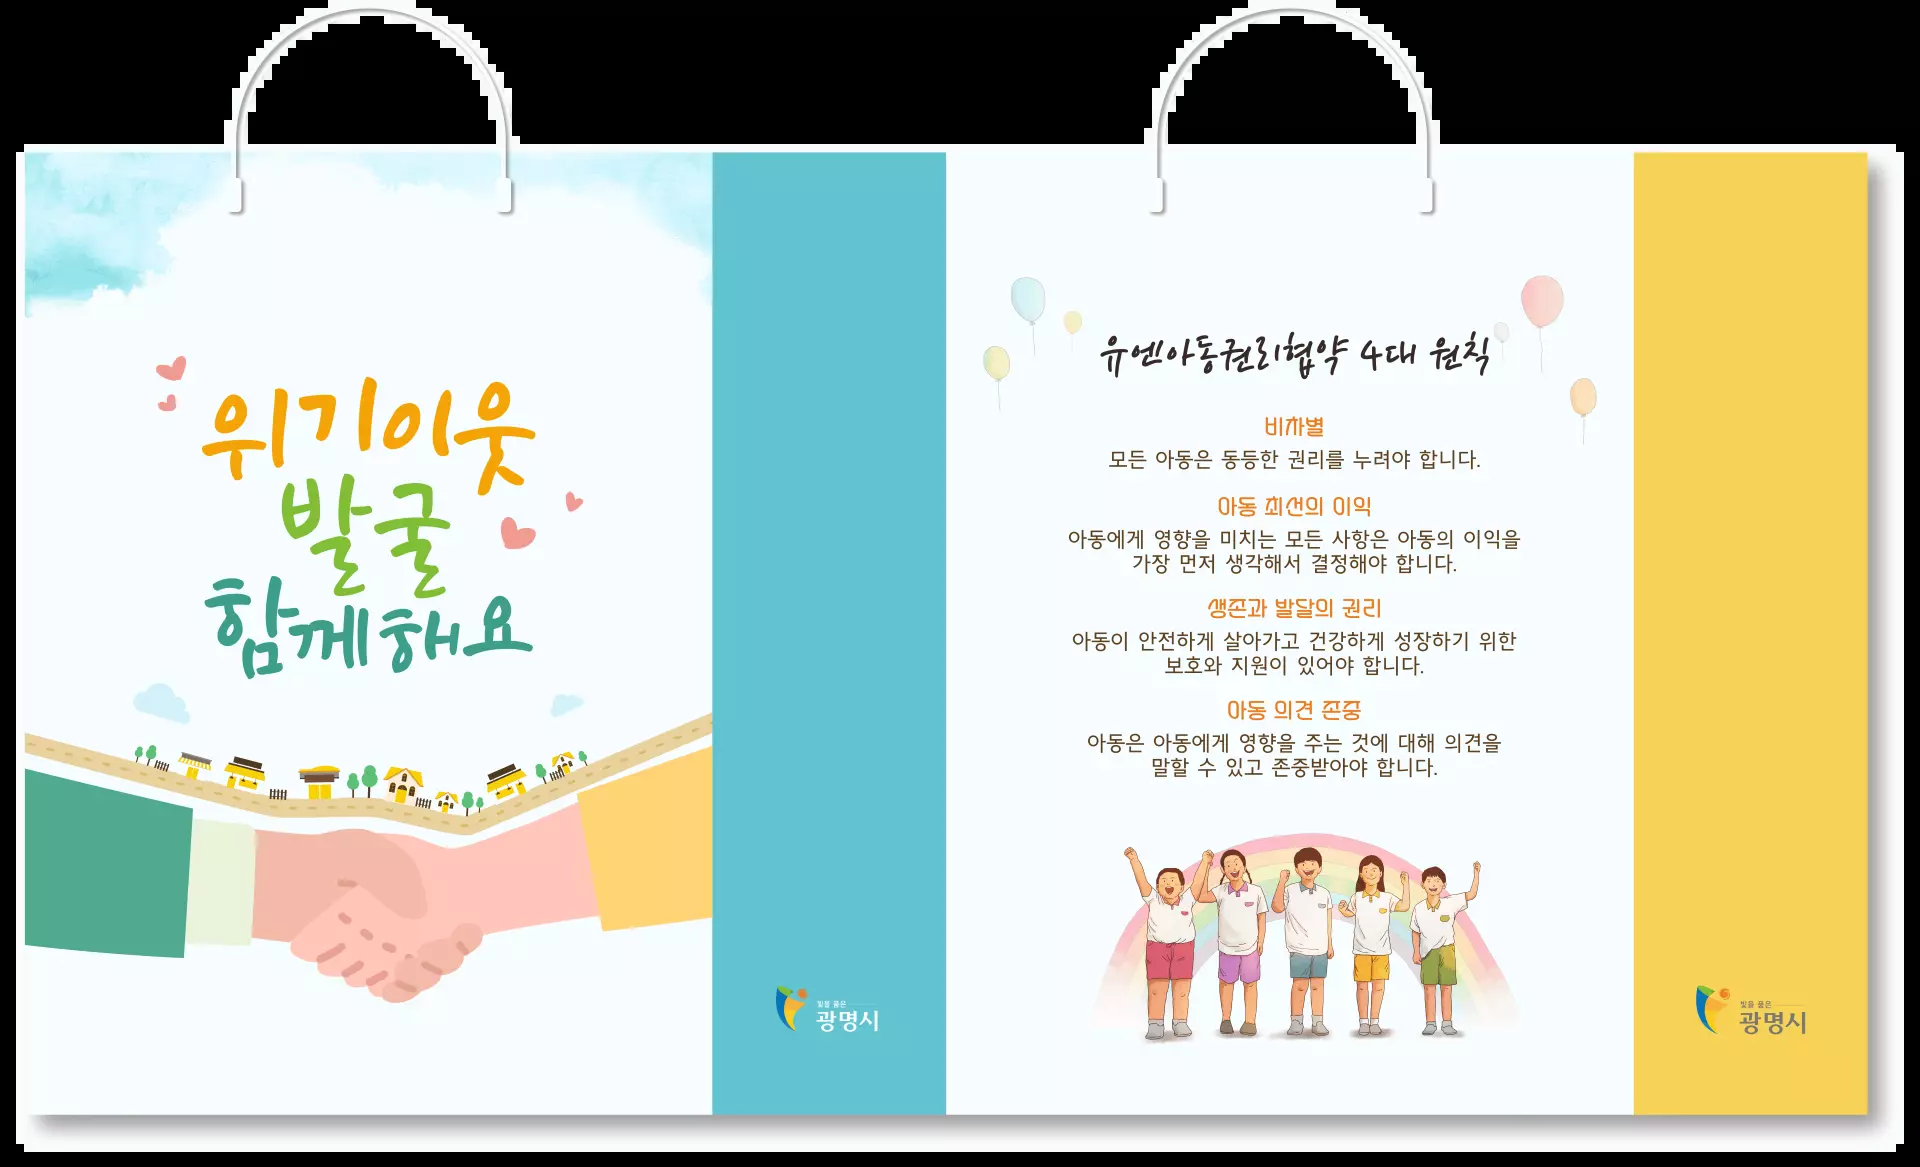 위기이웃
발굴
함께해요
빛을 품은
광명시
유엔아동권리협약 4대 원칙
비차별
모든 아동은 동등한 권리를 누려야 합니다.
아동 최선의 이익
아동에게 영향을 미치는 모든 사항은 아동의 이익을
가장 먼저 생각해서 결정해야 합니다.
생존과 발달의 권리
아동이 안전하게 살아가고 건강하게 성장하기 위한
보호와 지원이 있어야 합니다.
아동 의견 존중
아동은 아동에게 영향을 주는 것에 대해 의견을
말할 수 있고 존중받아야 합니다.
빛을 품은
광명시